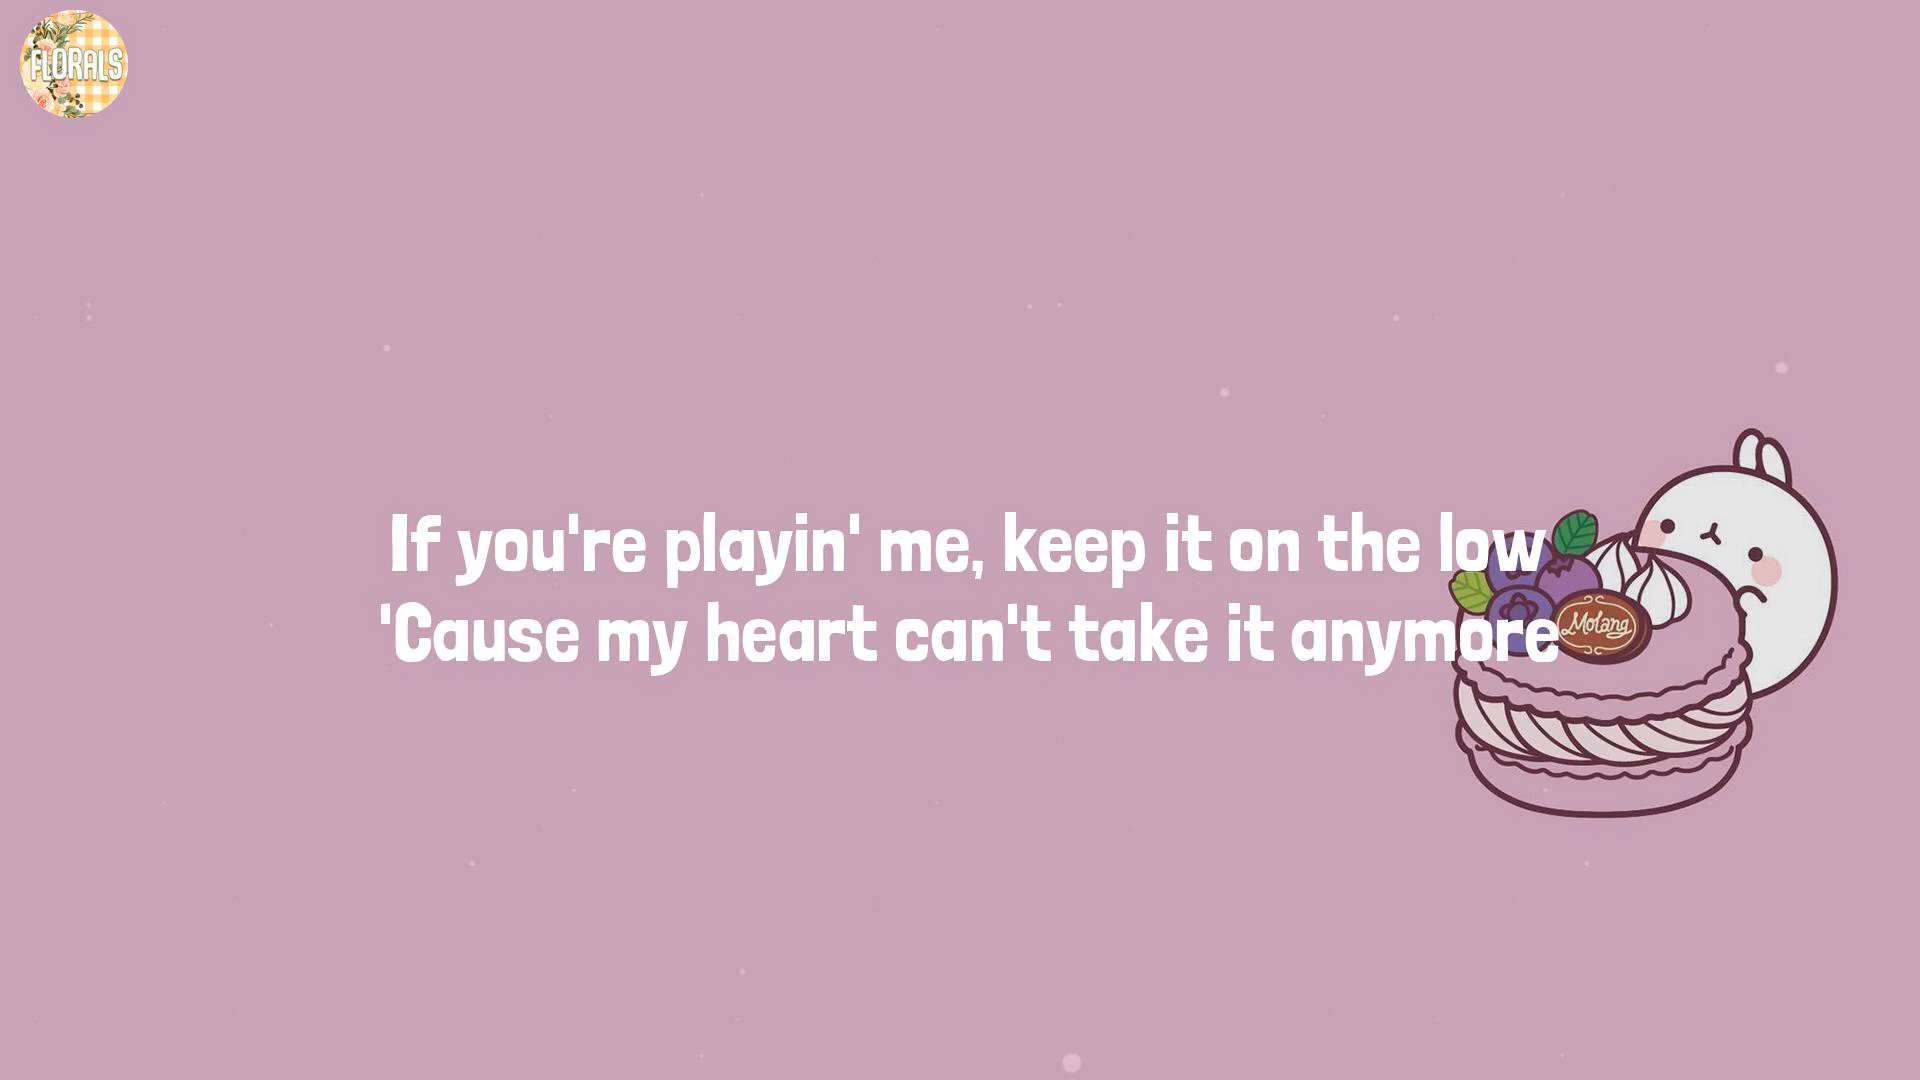 FLORALS
If you're playin' me, keep it on the low
'Cause my heart can't take it anymore
Molang